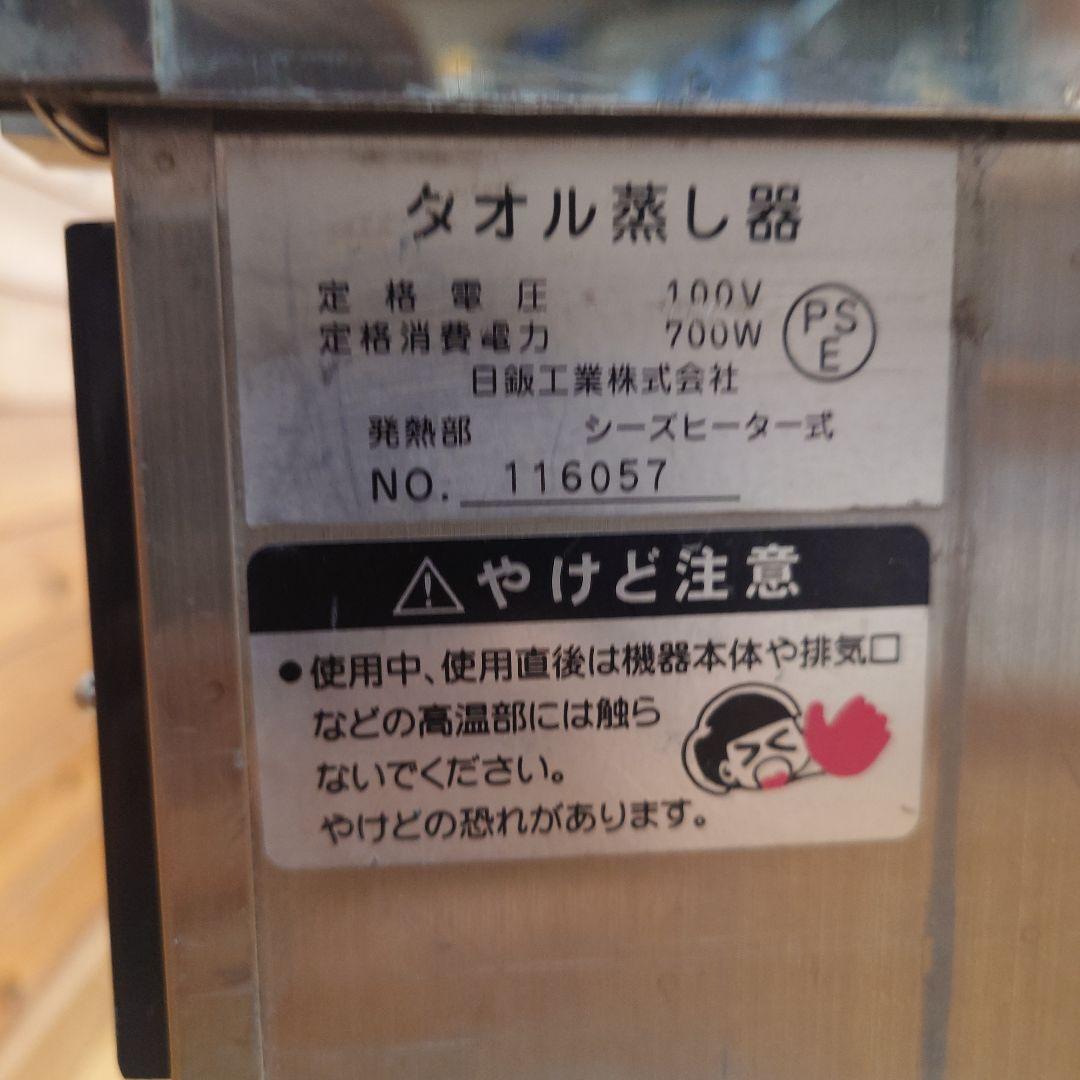 タオル蒸し器
定格電圧 100V
定格消費電力 700W
PSE
日鈑工業株式会社
発熱部 シーズヒーター式
NO. 116057
⚠やけど注意
●使用中、使用直後は機器本体や排気口
などの高温部には触ら
ないでください。
やけどの恐れがあります。